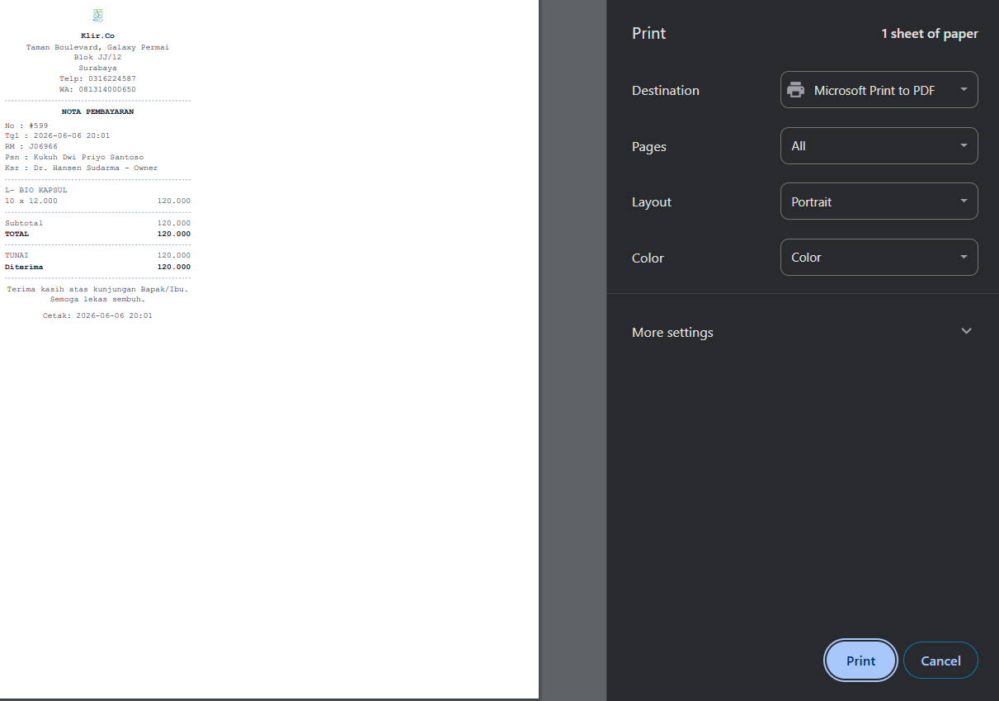 Klir.Co
Taman Boulevard, Galaxy Permai
Blok JJ/12
Surabaya
Telp: 0316224587
WA: 081314000650
NOTA PEMBAYARAN
No : #599
Tgl : 2026-06-06 20:01
RM : J06966
Psn : Kukuh Dwi Priyo Santoso
Ksr : Dr. Hansen Sudarma - Owner
L- BIO KAPSUL
10 x 12.000 120.000
Subtotal 120.000
TOTAL 120.000
TUNAI 120.000
Diterima 120.000
Terima kasih atas kunjungan Bapak/Ibu.
Semoga lekas sembuh.
Cetak: 2026-06-06 20:01
Print 1 sheet of paper
Destination Microsoft Print to PDF
Pages All
Layout Portrait
Color Color
More settings
Print Cancel